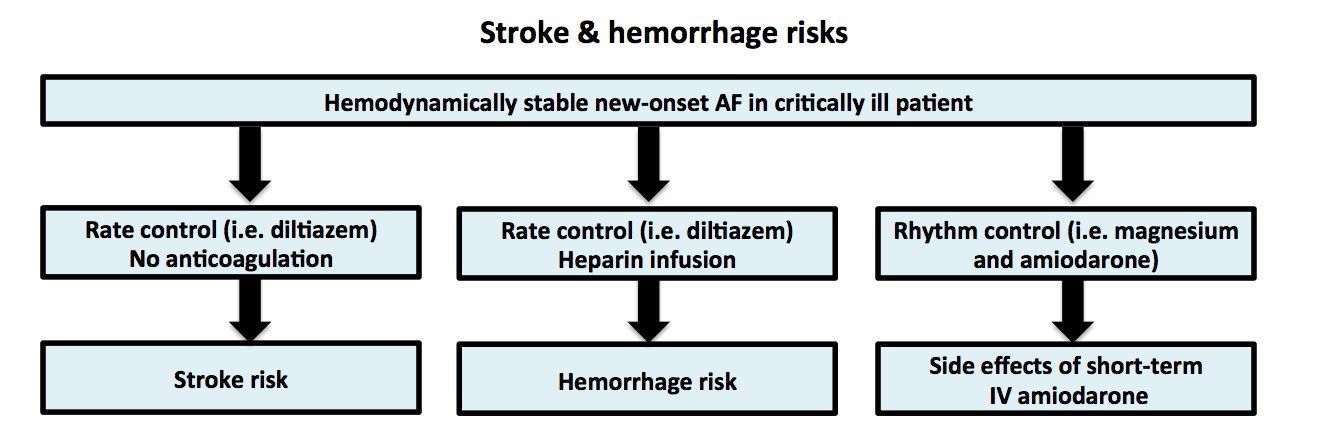 Stroke & hemorrhage risks
Hemodynamically stable new-onset AF in critically ill patient
Rate control (i.e. diltiazem)
No anticoagulation
Rate control (i.e. diltiazem)
Heparin infusion
Rhythm control (i.e. magnesium
and amiodarone)
Stroke risk
Hemorrhage risk
Side effects of short-term
IV amiodarone